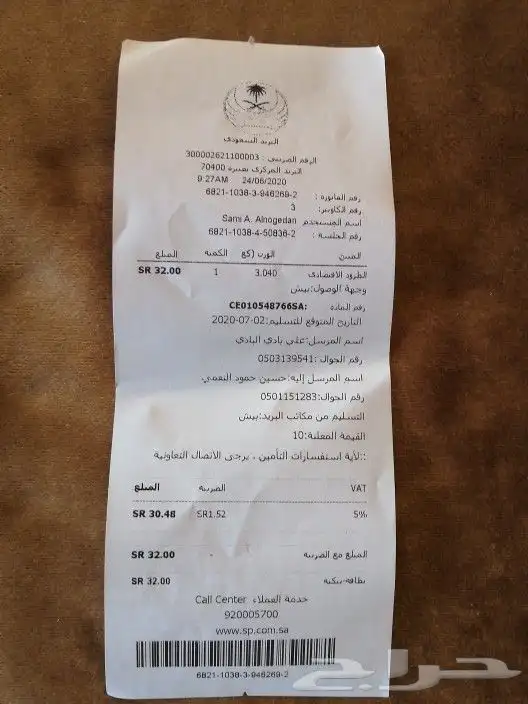 البريد السعودي
الرقم الضريبي : 300002621100003
البريد المركزي بعنيزة 70400
9:27AM 24/06/2020
رقم الفاتورة : 6821-1038-3-946269-2
رقم الكاونتر: 3
اسم المستخدم Sami A. Alnogedan
رقم الجلسة : 6821-1038-4-50836-2
الوزن (كغ الكمية المبلغ
الطرود الاقتصادي 3.040 1 SR 32.00
وجهة الوصول:بيش
رقم المادة :CE010548766SA
التاريخ المتوقع للتسليم:02-07-2020
اسم المرسل:علي بادي البادي
رقم الجوال :0503139541
اسم المرسل إليه:حسين حمود النعمي
رقم الجوال:0501151283
التسليم من مكاتب البريد:بيش
القيمة المعلنة:10
::لأية استفسارات التأمين ، يرجى الاتصال التعاونية
VAT الضريبة المبلغ
5% SR1.52 SR 30.48
المبلغ مع الضريبة SR 32.00
بطاقة-بنكية SR 32.00
خدمة العملاء Call Center
920005700
www.sp.com.sa
6821-1038-3-946269-2
حراج